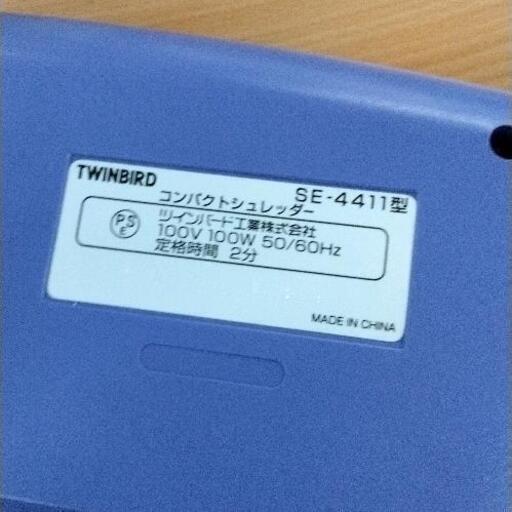 TWINBIRD
SE-4411型
コンパクトシュレッダー
PSE
ツインバード工業株式会社
100V 100W 50/60Hz
定格時間 2分
MADE IN CHINA